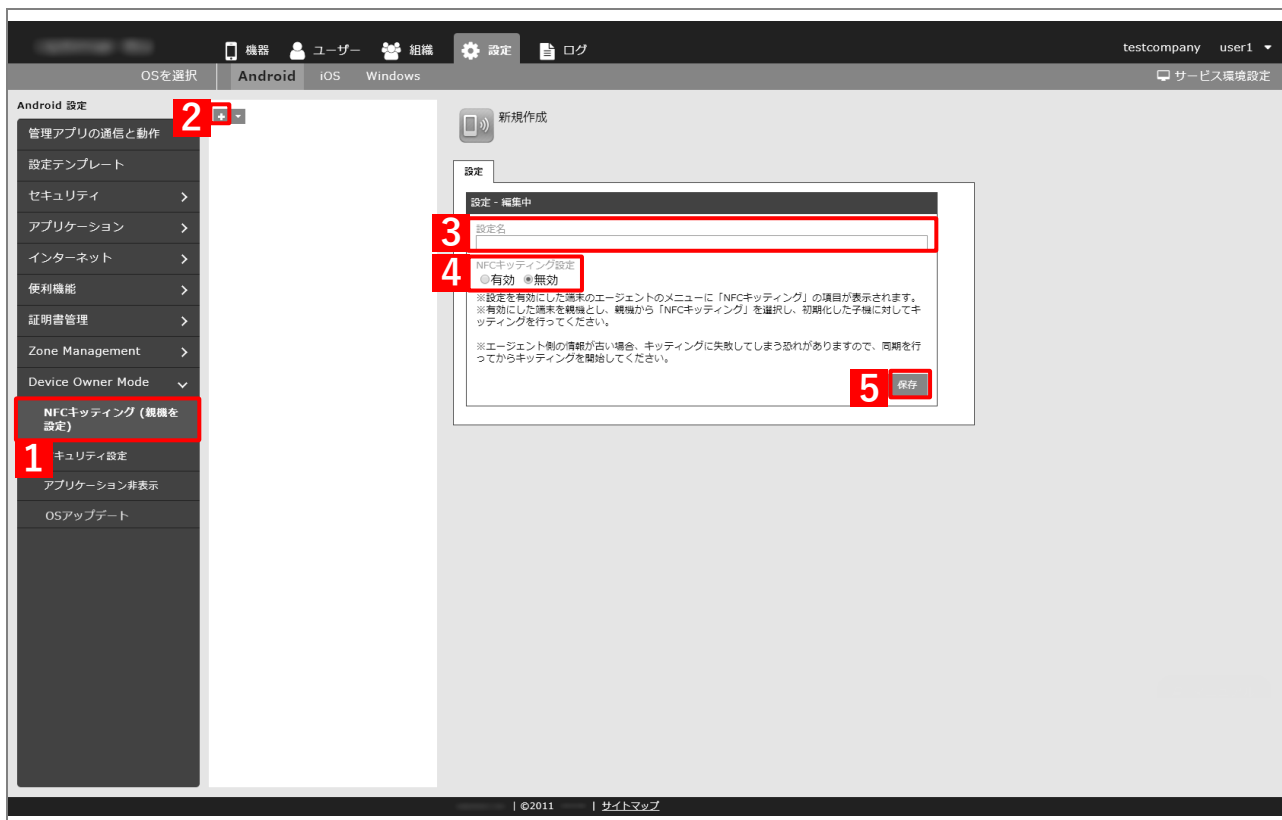 機器 ユーザー 組織 設定 ログ testcompany user1
OSを選択 Android iOS Windows サービス環境設定
Android 設定
管理アプリの通信と動作
設定テンプレート
セキュリティ
アプリケーション
インターネット
便利機能
証明書管理
Zone Management
Device Owner Mode
NFCキッティング (親機を
設定)
1
キュリティ設定
アプリケーション非表示
OSアップデート
2
新規作成
設定
設定 - 編集中
3
設定名
4
NFCキッティング設定
有効 無効
※設定を有効にした端末のエージェントのメニューに「NFCキッティング」の項目が表示されます。
※有効にした端末を親機とし、親機から「NFCキッティング」を選択し、初期化した子機に対してキ
ッティングを行ってください。
※エージェント側の情報が古い場合、キッティングに失敗してしまう恐れがありますので、同期を行
ってからキッティングを開始してください。
5
保存
| ©2011 | サイトマップ